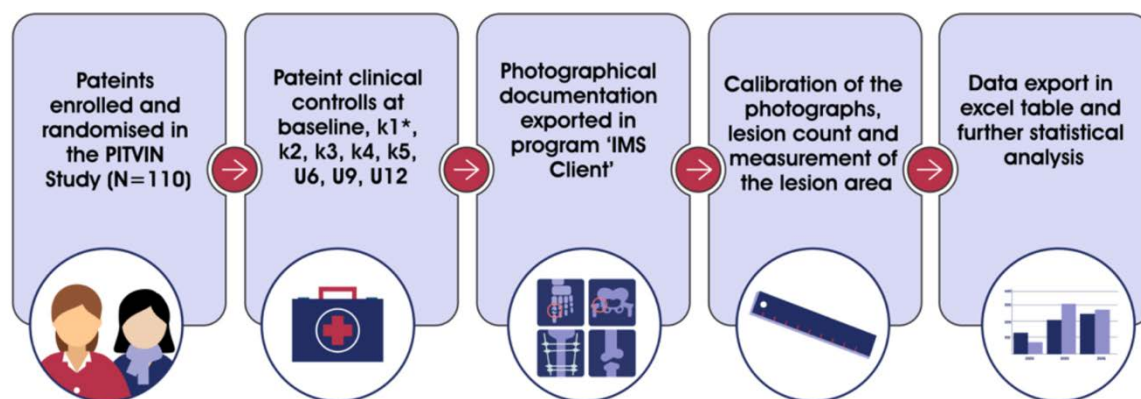 Pateints
enrolled and
randomised in
the PITVIN
Study (N=110)
Pateint clinical
controlls at
baseline, k1*,
k2, k3, k4, k5,
U6, U9, U12
Photographical
documentation
exported in
program ‘IMS
Client’
Calibration of the
photographs,
lesion count and
measurement of
the lesion area
Data export in
excel table and
further statistical
analysis